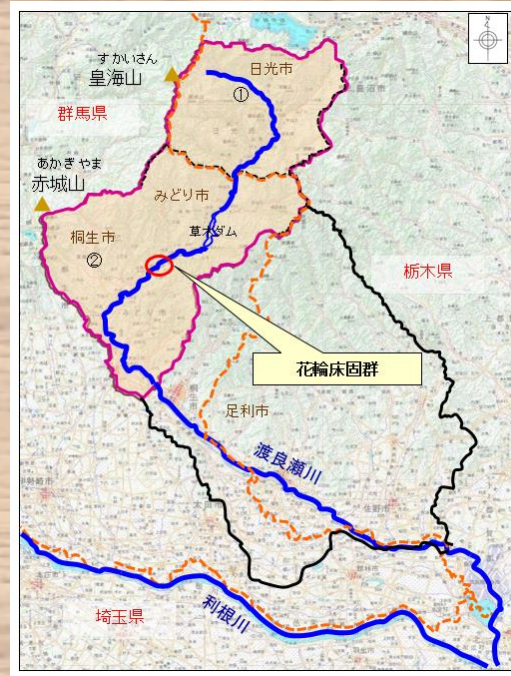 N
すかいさん
皇海山
日光市
①
群馬県
あかぎやま
赤城山
みどり市
桐生市
②
草木ダム
栃木県
花輪床固群
足利市
渡良瀬川
利根川
埼玉県